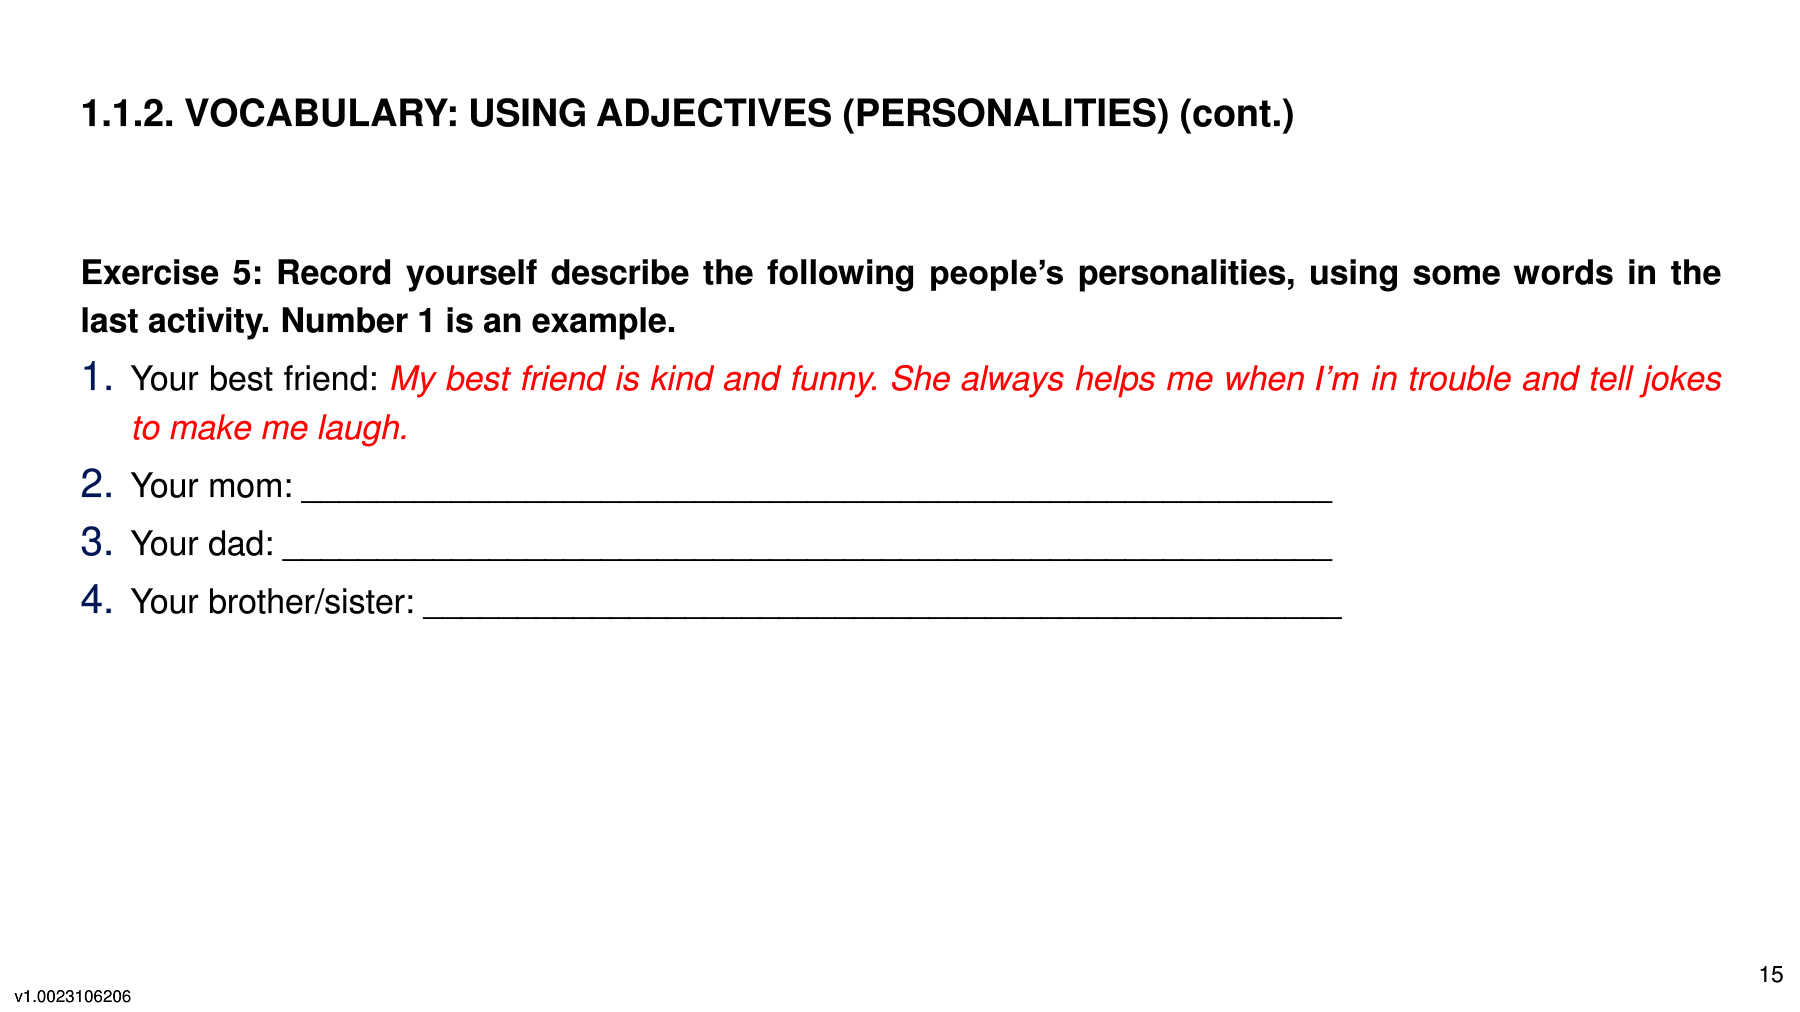 1.1.2. VOCABULARY: USING ADJECTIVES (PERSONALITIES) (cont.)
Exercise 5: Record yourself describe the following people’s personalities, using some words in the
last activity. Number 1 is an example.
1. Your best friend: My best friend is kind and funny. She always helps me when I’m in trouble and tell jokes
to make me laugh.
2. Your mom: _______________________________________________________
3. Your dad: ________________________________________________________
4. Your brother/sister: _________________________________________________
15
v1.0023106206